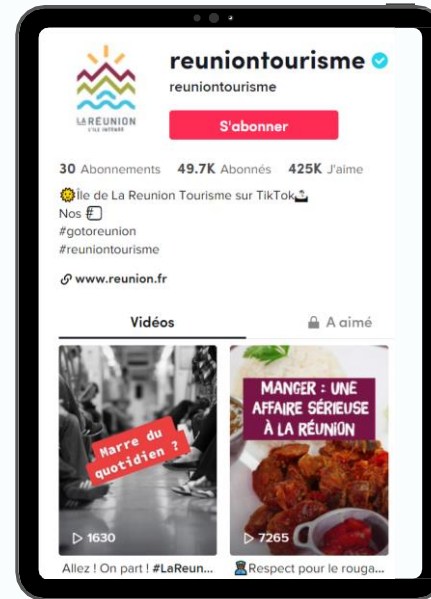 reuniontourisme
reuniontourisme
LA RÉUNION
L'ILE INTENSE
S'abonner
30 Abonnements 49.7K Abonnés 425K J'aime
🌞Île de La Reunion Tourisme sur TikTok🌋
Nos #️⃣
#gotoreunion
#reuniontourisme
www.reunion.fr
Vidéos A aimé
Marre du
quotidien ?
1630
Allez ! On part ! #LaReun...
MANGER : UNE
AFFAIRE SÉRIEUSE
À LA RÉUNION
7265
Respect pour le rouga...